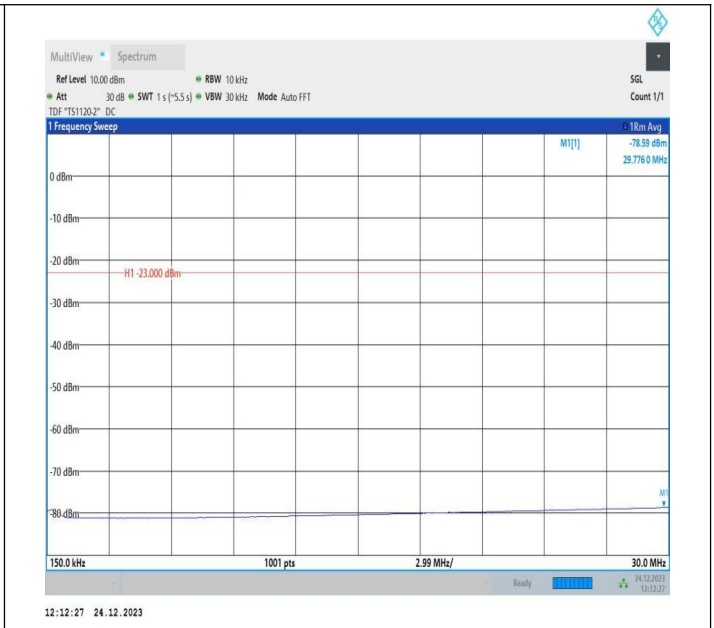 R S
MultiView Spectrum
Ref Level 10.00 dBm RBW 10 kHz SGL
Att 30 dB SWT 1 s (~5.5 s) VBW 30 kHz Mode Auto FFT Count 1/1
TDF "TS1120-2" DC
1 Frequency Sweep 1Rm Avg
M1[1] -78.59 dBm
29.776 0 MHz
0 dBm
-10 dBm
-20 dBm
H1 -23.000 dBm
-30 dBm
-40 dBm
-50 dBm
-60 dBm
-70 dBm
M1
-80 dBm
150.0 kHz 1001 pts 2.99 MHz/ 30.0 MHz
Ready 24.12.2023
12:12:27
12:12:27 24.12.2023